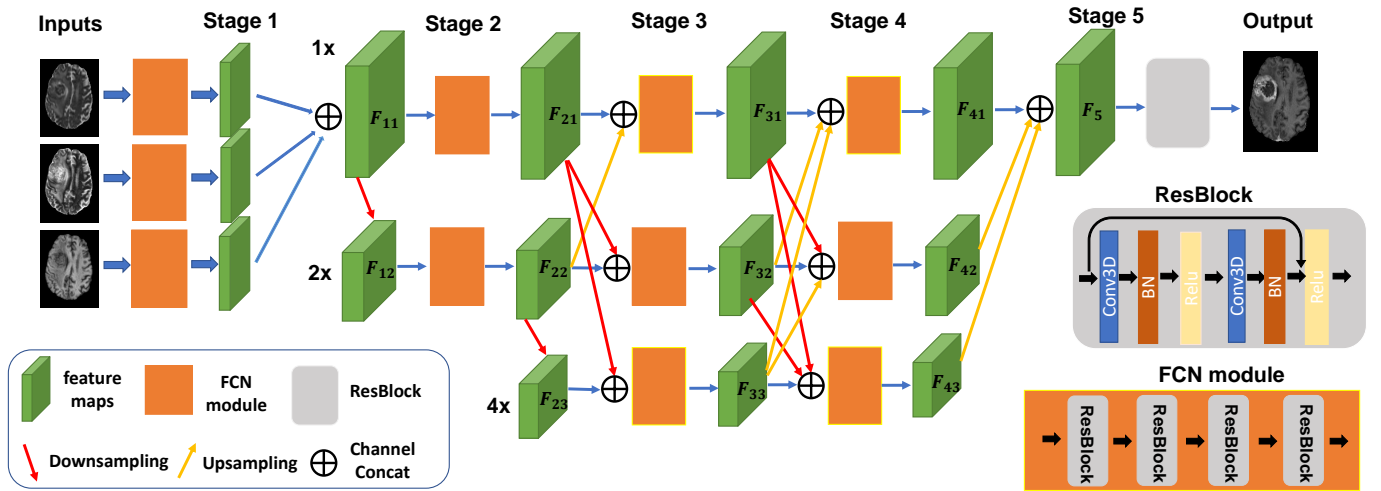 Inputs
Stage 1
Stage 2
Stage 3
Stage 4
Stage 5
Output
1x
F11
F21
F31
F41
F5
2x
F12
F22
F32
F42
4x
F23
F33
F43
ResBlock
Conv3D
BN
Relu
Conv3D
BN
Relu
feature
maps
FCN
module
ResBlock
Downsampling
Upsampling
Channel
Concat
FCN module
ResBlock
ResBlock
ResBlock
ResBlock